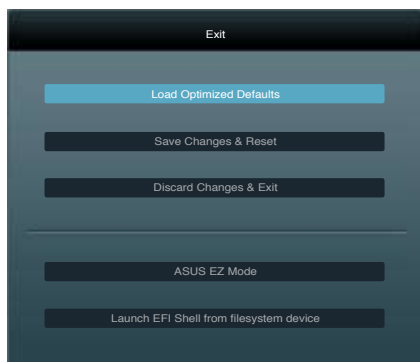 Exit
Load Optimized Defaults
Save Changes & Reset
Discard Changes & Exit
ASUS EZ Mode
Launch EFI Shell from filesystem device